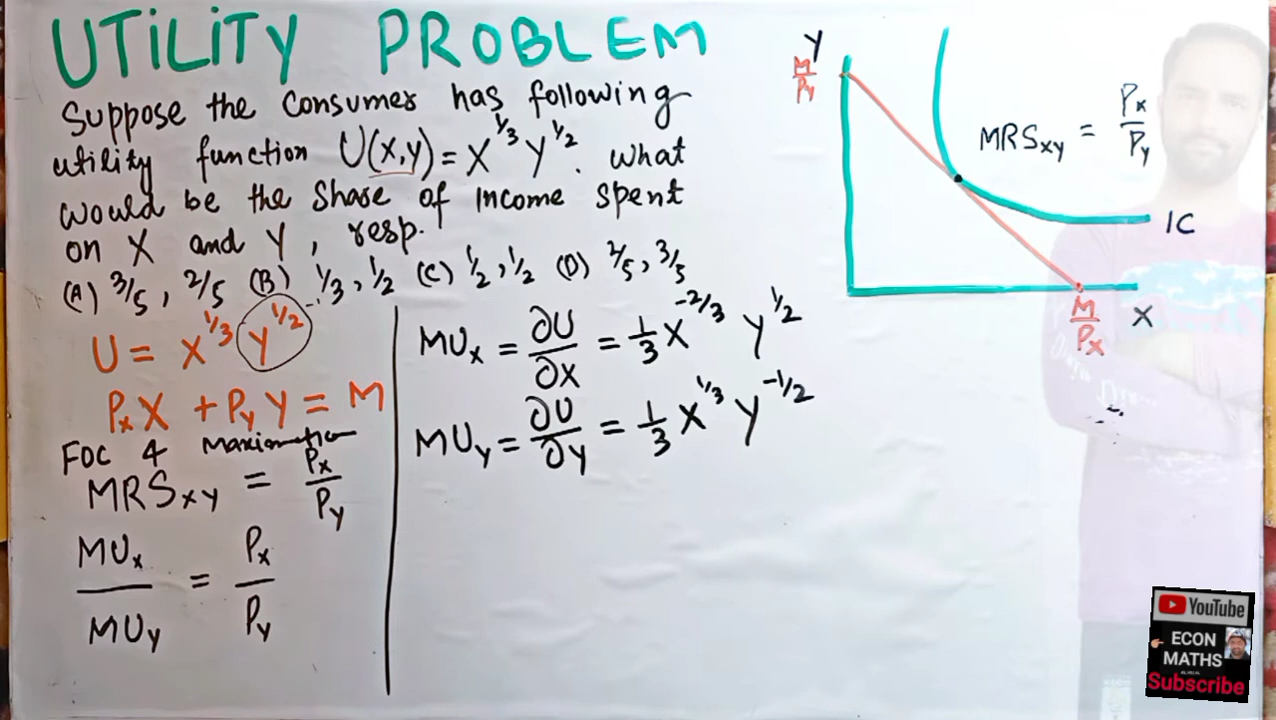 UTILITY PROBLEM
Suppose the Consumer has following
utility function U(X,Y) = X^1/3 Y^1/2. What
would be the share of Income spent
on X and Y, resp.
(A) 3/5, 2/5 (B) 1/3, 1/2 (C) 1/2, 1/2 (D) 2/5, 3/5
U = X^1/3 Y^1/2
PxX + PyY = M
FOC 4
MRSxy = Px/Py
MUx/MUy = Px/Py
MUx = ∂U/∂X = 1/3 X^-2/3 Y^1/2
MUy = ∂U/∂Y = 1/3 X^1/3 Y^-1/2
Y
M/Py
MRSxy = Px/Py
IC
M/Px
X
YouTube
ECON
MATHS
Subscribe